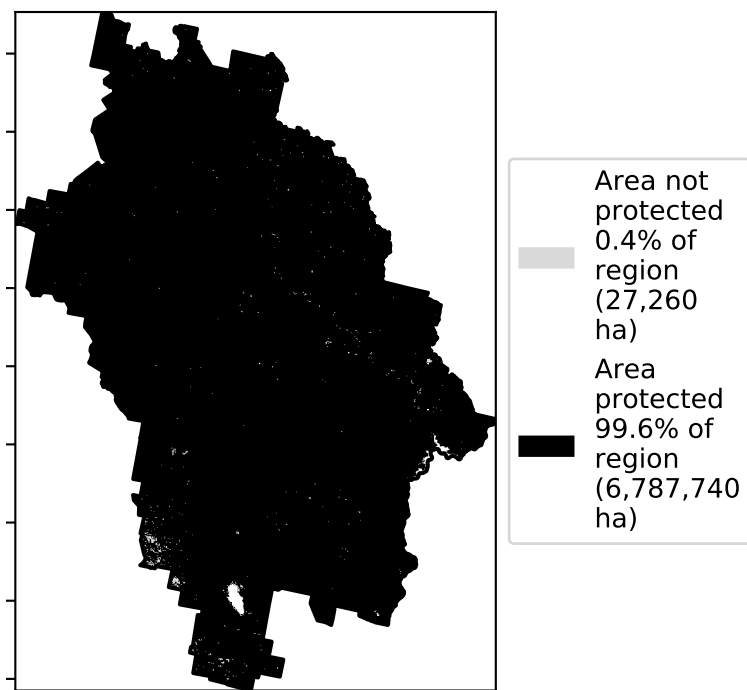 Area not
protected
0.4% of
region
(27,260
ha)
Area
protected
99.6% of
region
(6,787,740
ha)